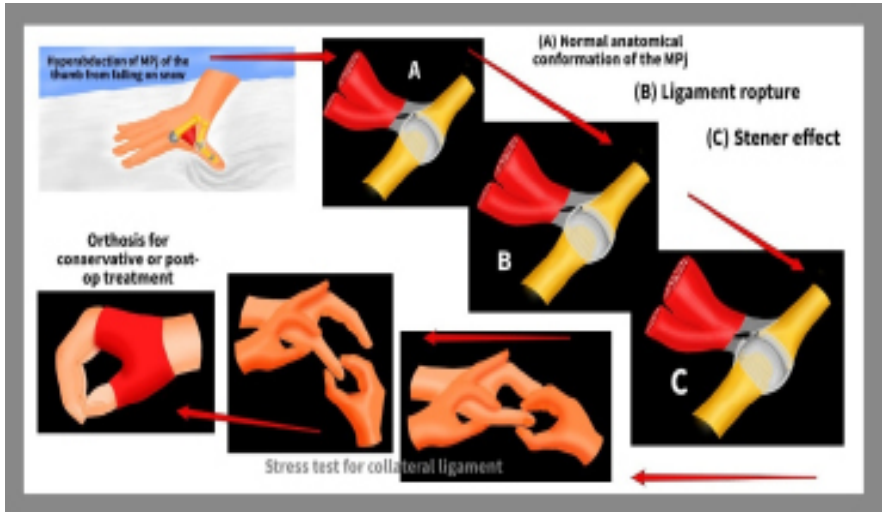 Hyperabduction of MPj of the
thumb from falling on snow
A
(A) Normal anatomical
conformation of the MPj
(B) Ligament ropture
(C) Stener effect
B
C
Orthosis for
conservative or post-
op treatment
Stress test for collateral ligament